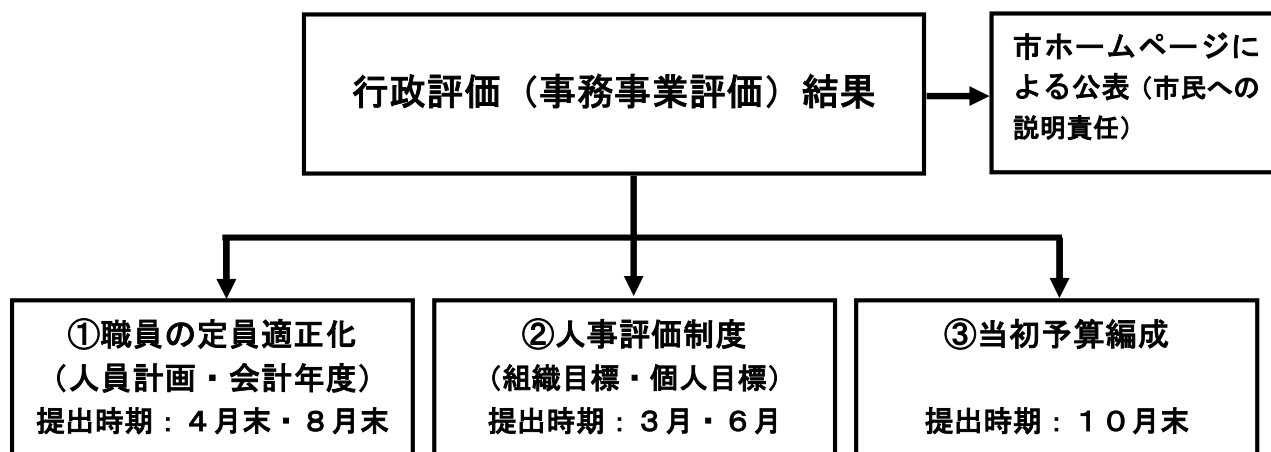 行政評価（事務事業評価）結果
市ホームページに
よる公表（市民への
説明責任）
①職員の定員適正化
（人員計画・会計年度）
提出時期：４月末・８月末
②人事評価制度
（組織目標・個人目標）
提出時期：３月・６月
③当初予算編成
提出時期：１０月末